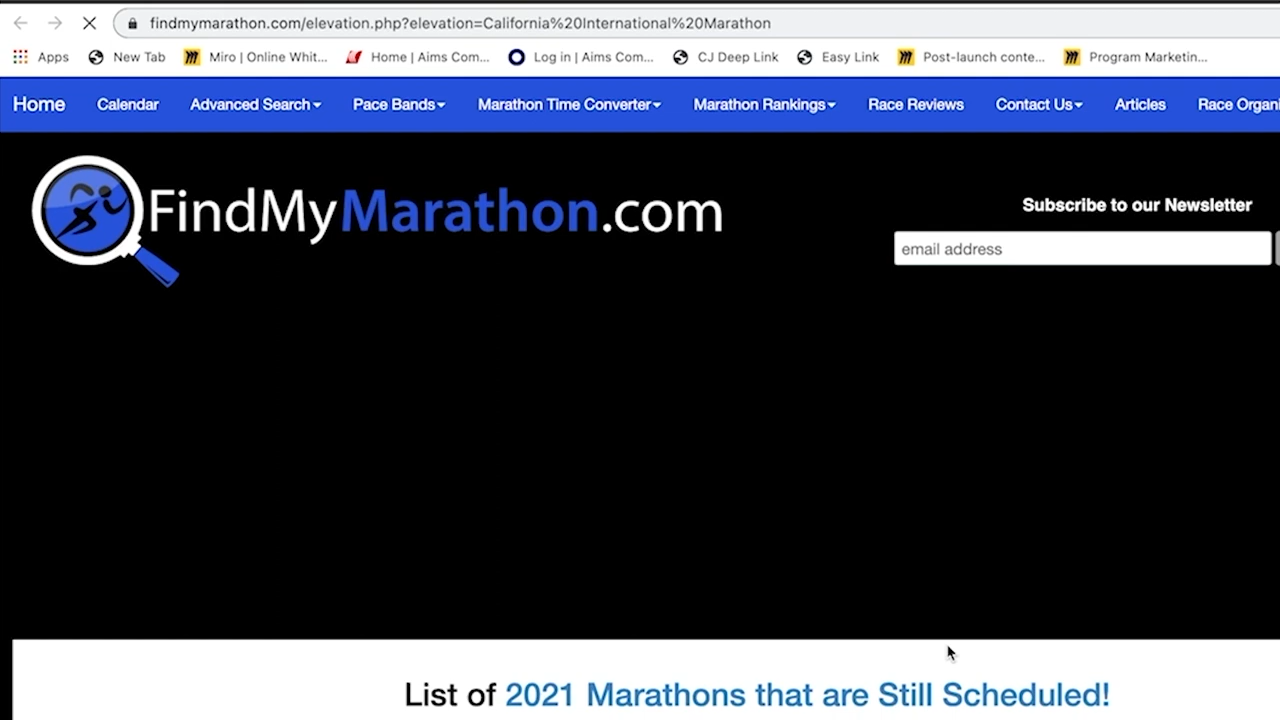 findmymarathon.com/elevation.php?elevation=California%20International%20Marathon
Apps New Tab Miro | Online Whit... Home | Aims Com... Log in | Aims Com... CJ Deep Link Easy Link Post-launch conte... Program Marketin...
Home Calendar Advanced Search Pace Bands Marathon Time Converter Marathon Rankings Race Reviews Contact Us Articles Race Organi
FindMyMarathon.com
Subscribe to our Newsletter
email address
List of 2021 Marathons that are Still Scheduled!